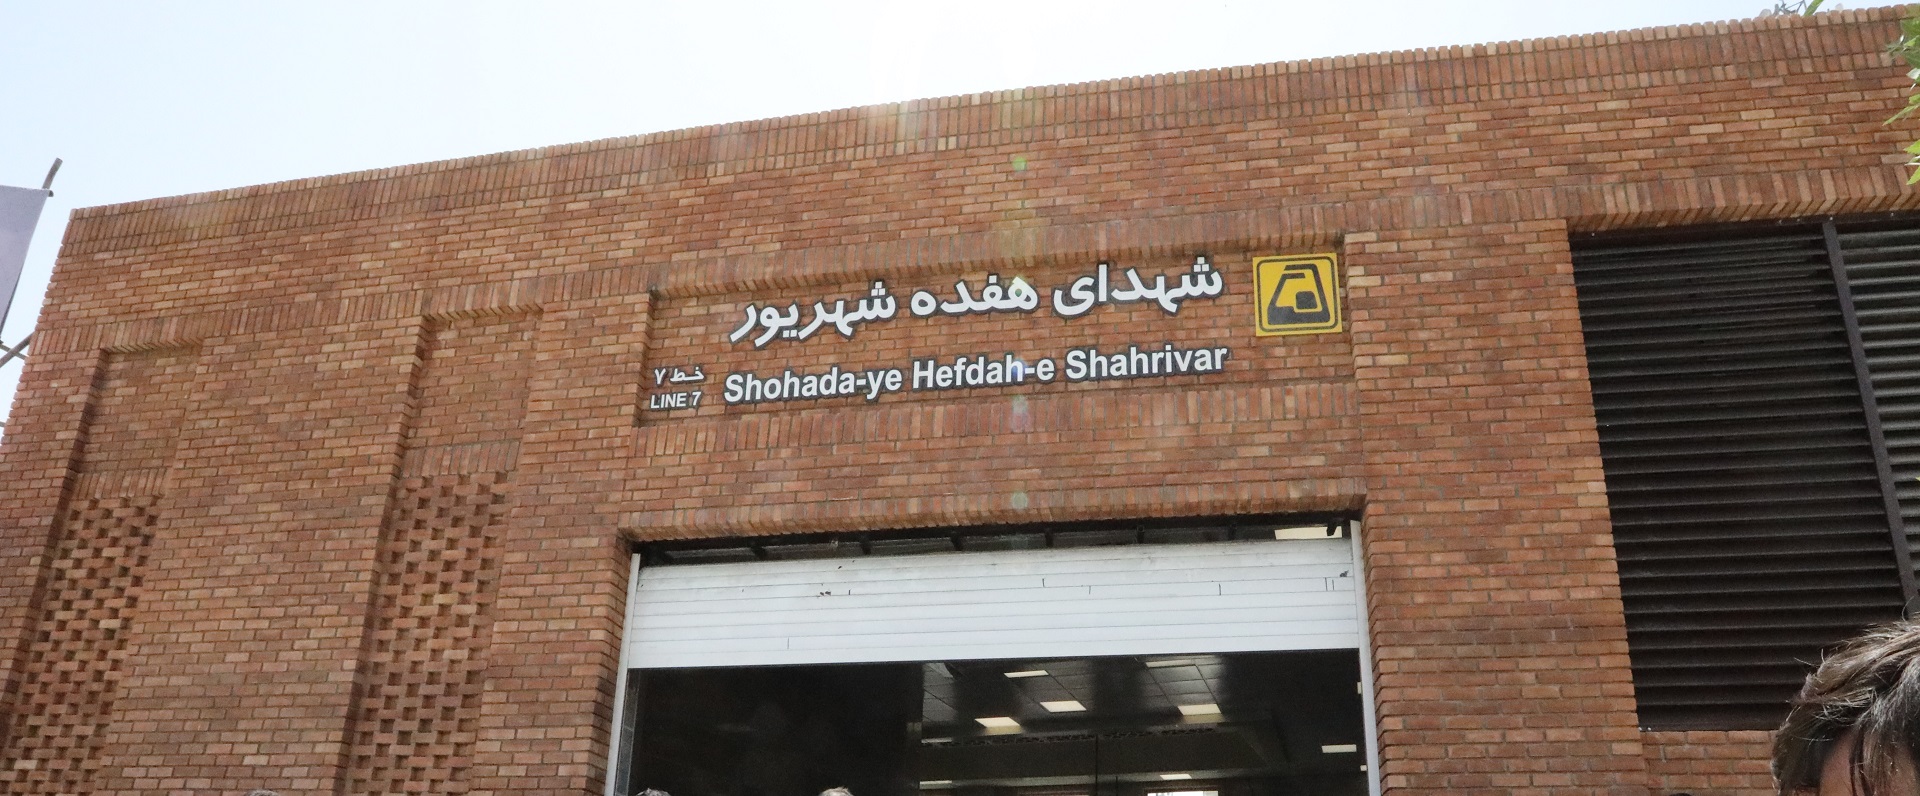 شهدای هفده شهریور
خط ۷
Shohada-ye Hefdah-e Shahrivar
LINE 7